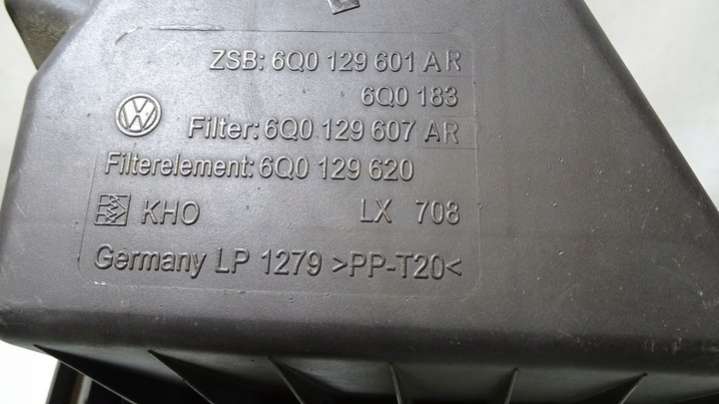 ZSB: 6Q0 129 601 AR
6Q0 183
Filter: 6Q0 129 607 AR
Filterelement: 6Q0 129 620
KHO LX 708
Germany LP 1279 >PP-T20<